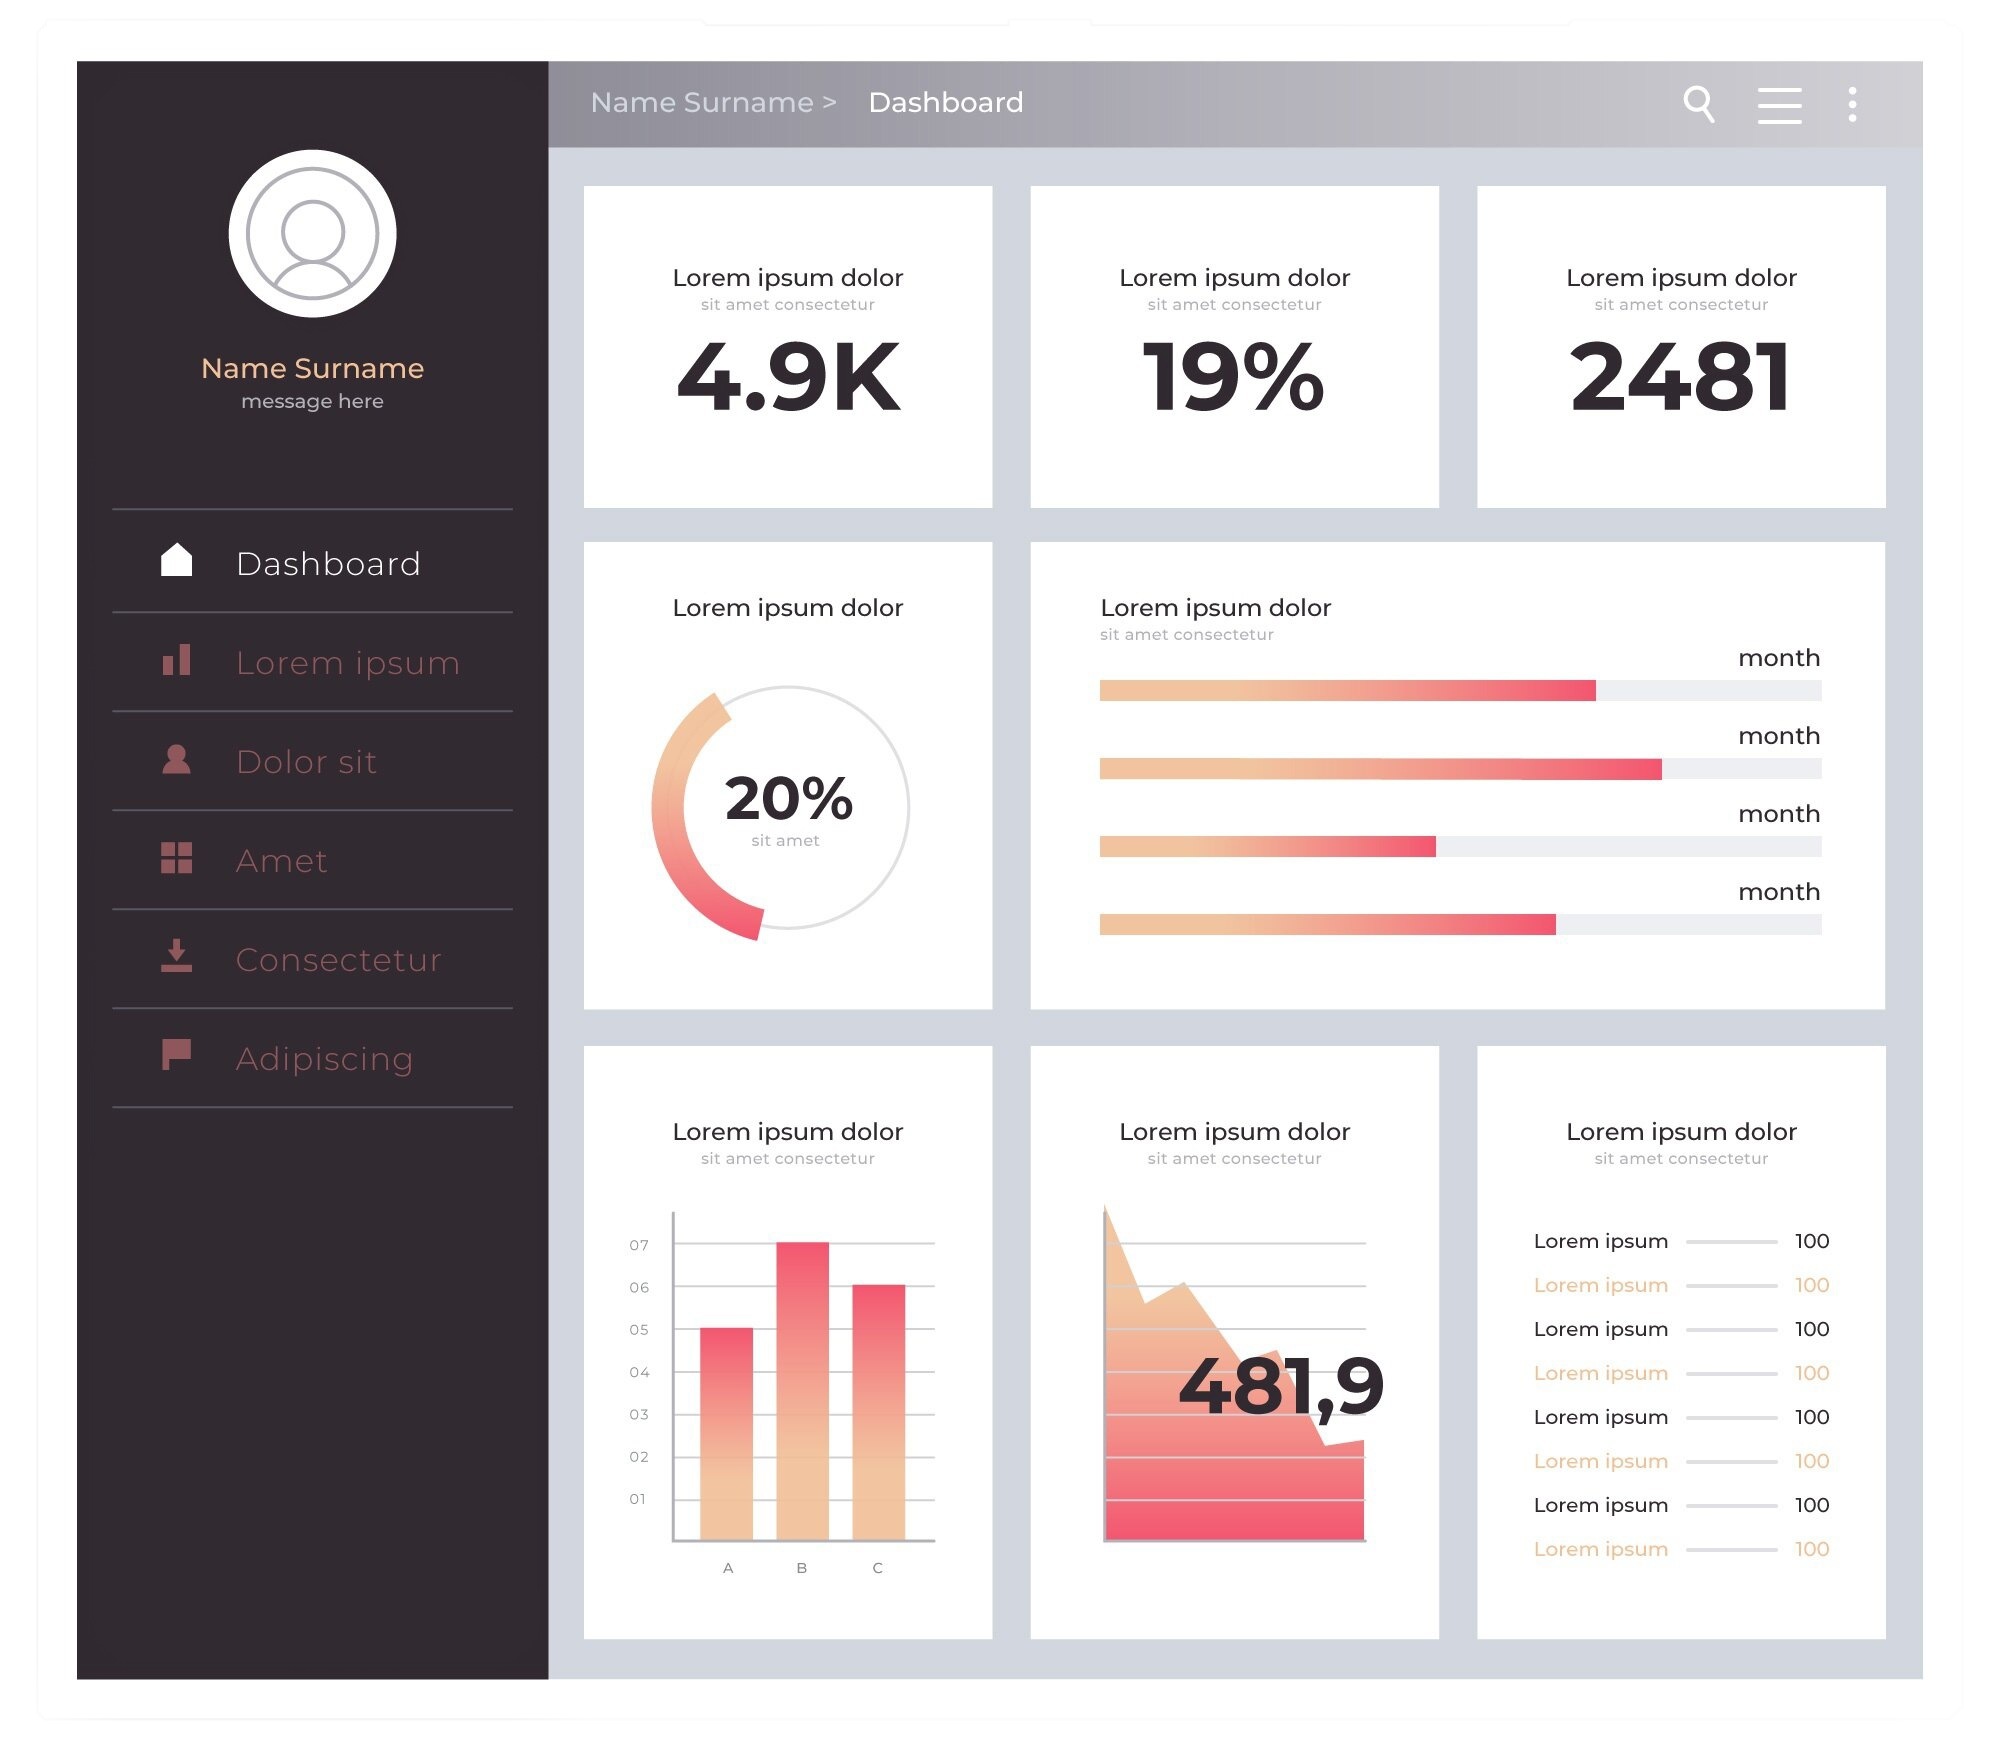 Name Surname > Dashboard
Name Surname
message here
Dashboard
Lorem ipsum
Dolor sit
Amet
Consectetur
Adipiscing
Lorem ipsum dolor
sit amet consectetur
4.9K
Lorem ipsum dolor
sit amet consectetur
19%
Lorem ipsum dolor
sit amet consectetur
2481
Lorem ipsum dolor
20%
sit amet
Lorem ipsum dolor
sit amet consectetur
month
month
month
month
Lorem ipsum dolor
sit amet consectetur
07
06
05
04
03
02
01
A B C
Lorem ipsum dolor
sit amet consectetur
481,9
Lorem ipsum dolor
sit amet consectetur
Lorem ipsum 100
Lorem ipsum 100
Lorem ipsum 100
Lorem ipsum 100
Lorem ipsum 100
Lorem ipsum 100
Lorem ipsum 100
Lorem ipsum 100